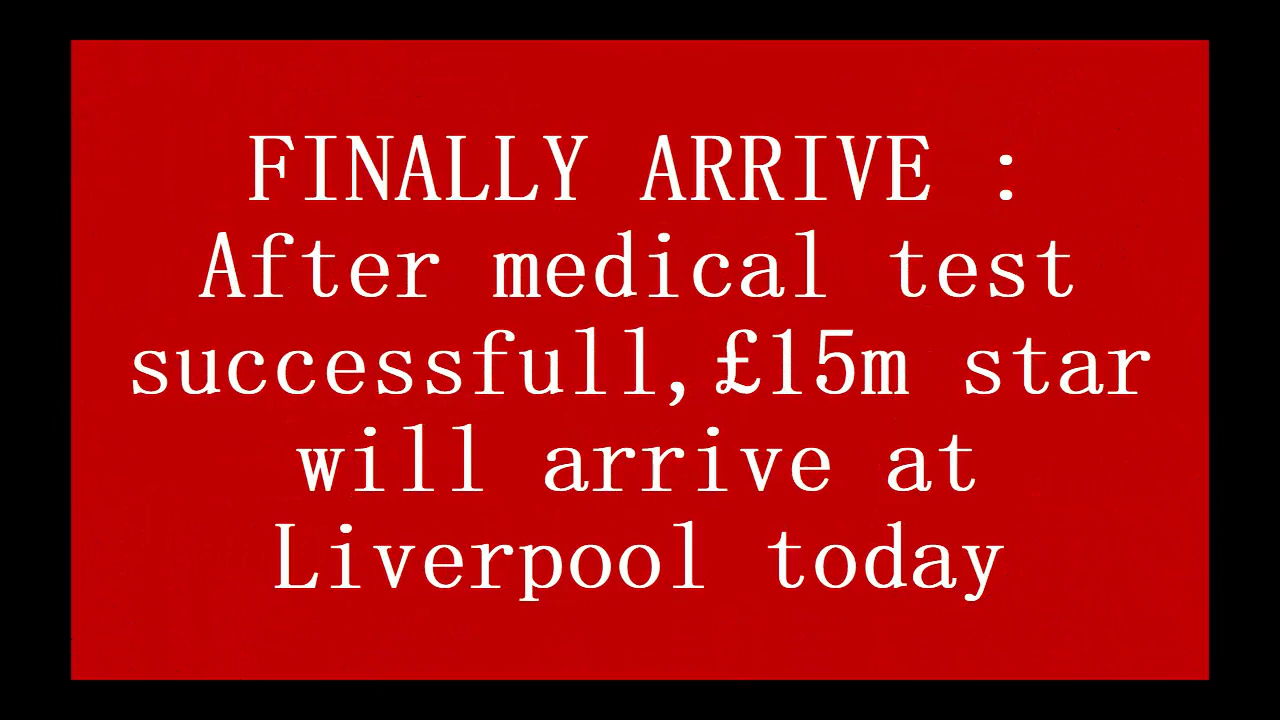 FINALLY ARRIVE :
After medical test
successfull,£15m star
will arrive at
Liverpool today